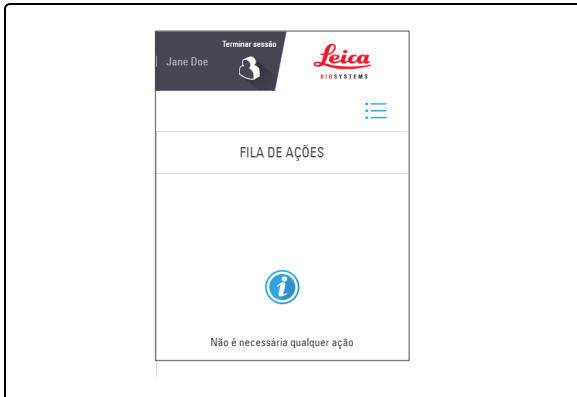 Terminar sessão
Jane Doe
Leica
BIOSYSTEMS
FILA DE AÇÕES
Não é necessária qualquer ação